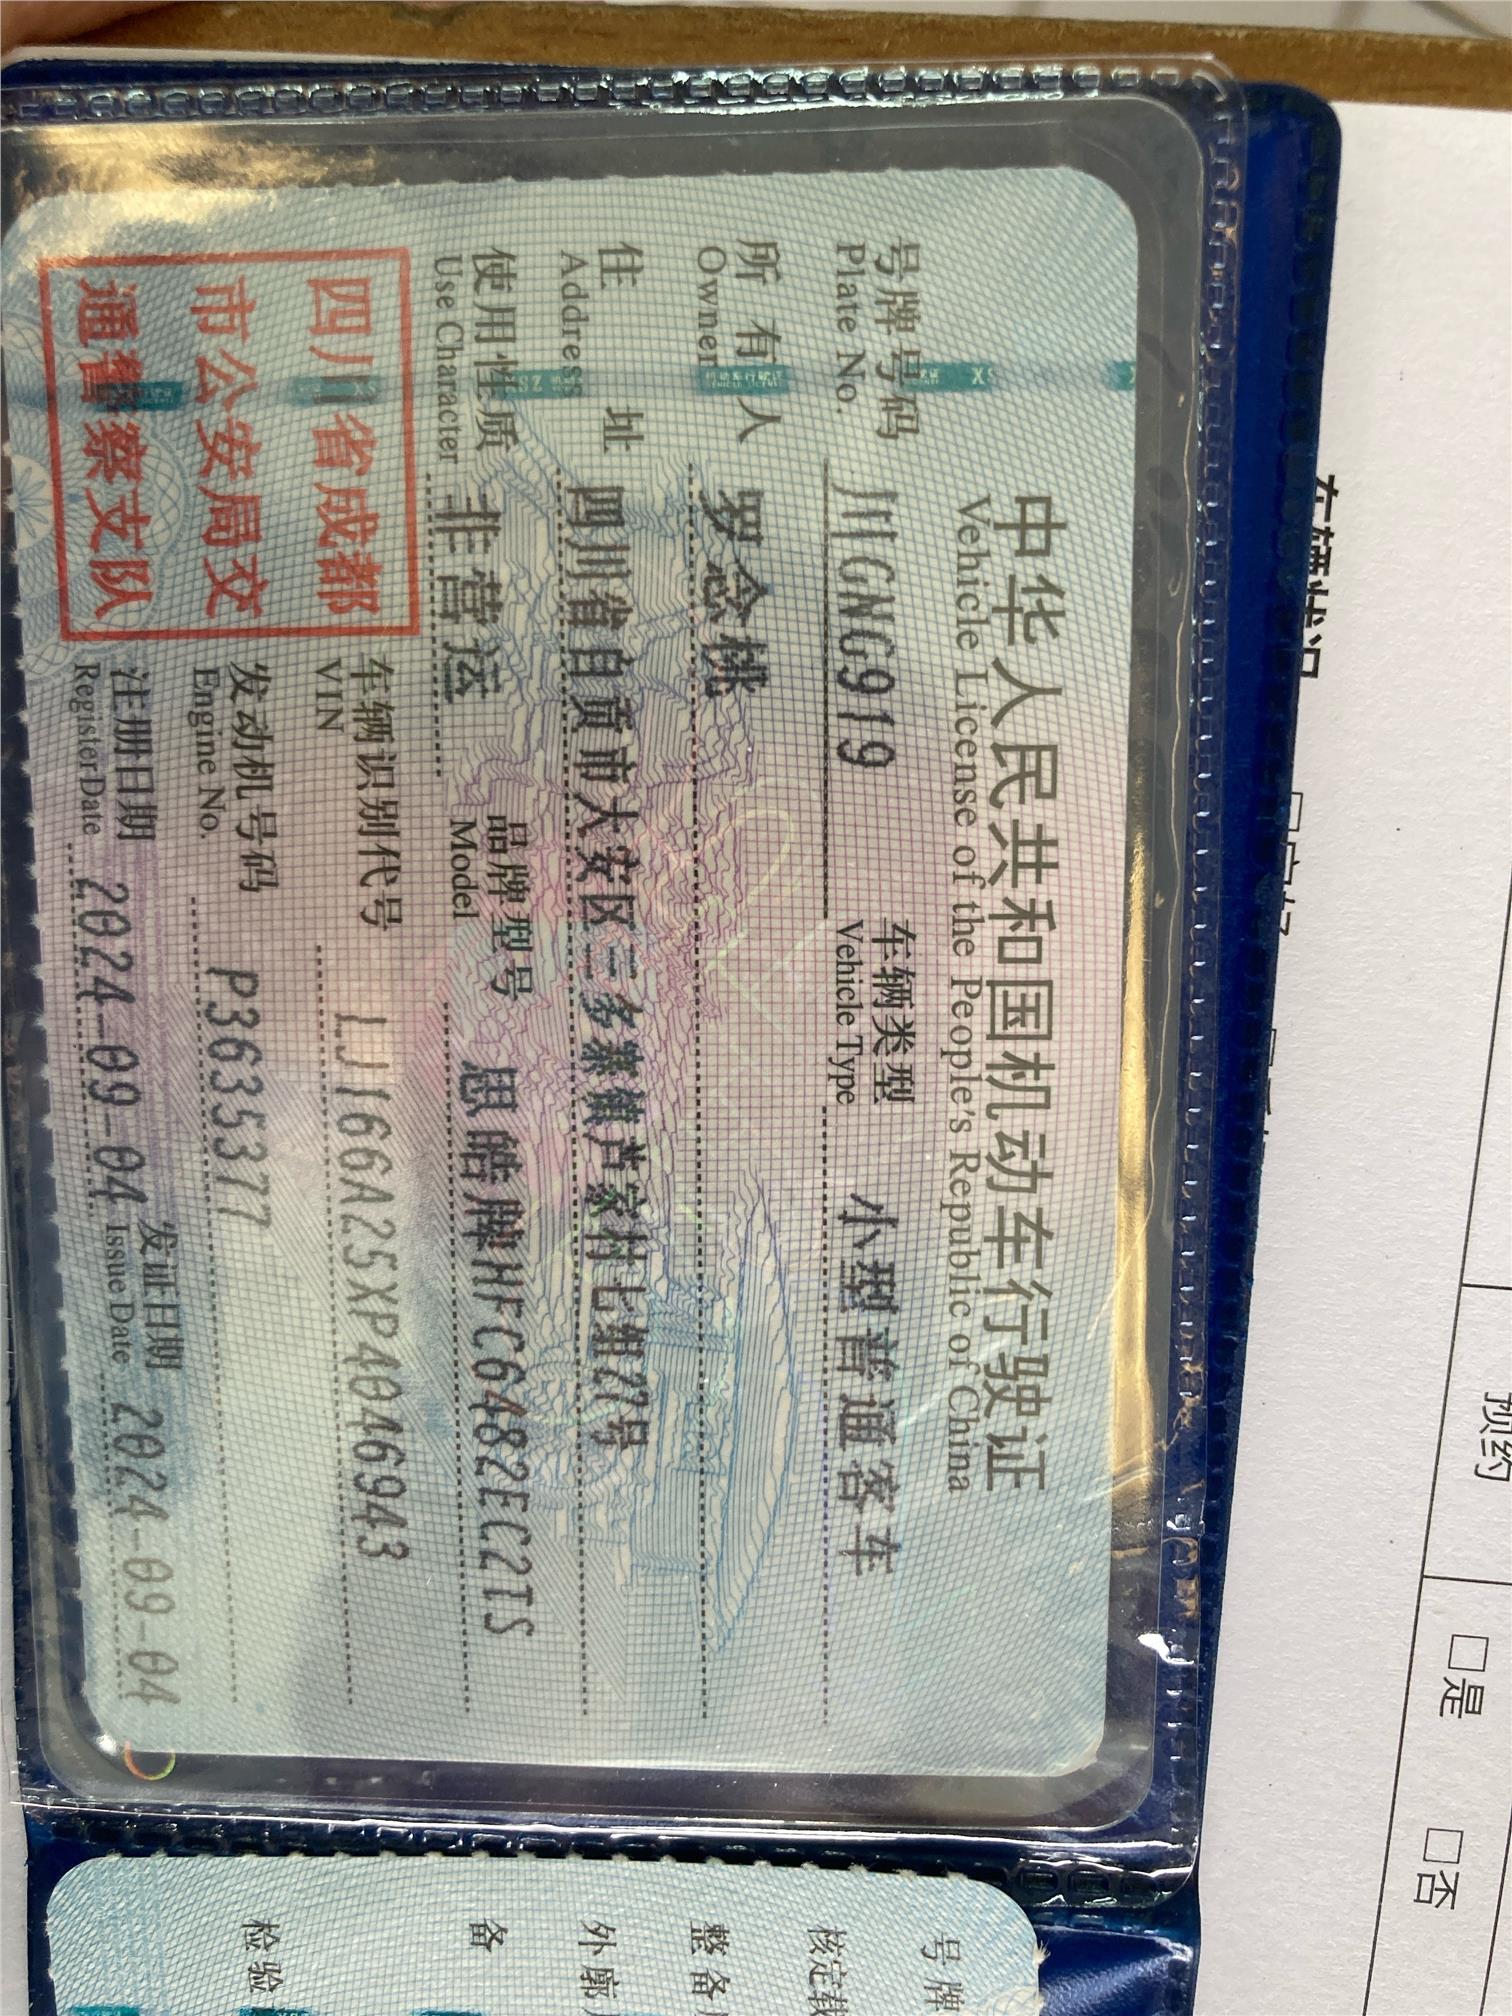 中华人民共和国机动车行驶证
Vehicle License of the People's Republic of China
号牌号码 川GNG919 车辆类型 小型普通客车
Plate No. Vehicle Type
所有人 罗念桃
Owner
住址 四川省自贡市大安区三多寨镇芦家村七组27号
Address
使用性质 非营运 品牌型号 思皓牌HFC6482EC2TS
Use Character Model
四川省成都
市公安局交
通警察支队
车辆识别代号 LJ166A25XP4046943
VIN
发动机号码 P3635377
Engine No.
注册日期 2024-09-04 发证日期 2024-09-04
Register Date Issue Date
号牌
核定载
整备
外廓
备
检验
预约
□是 □否